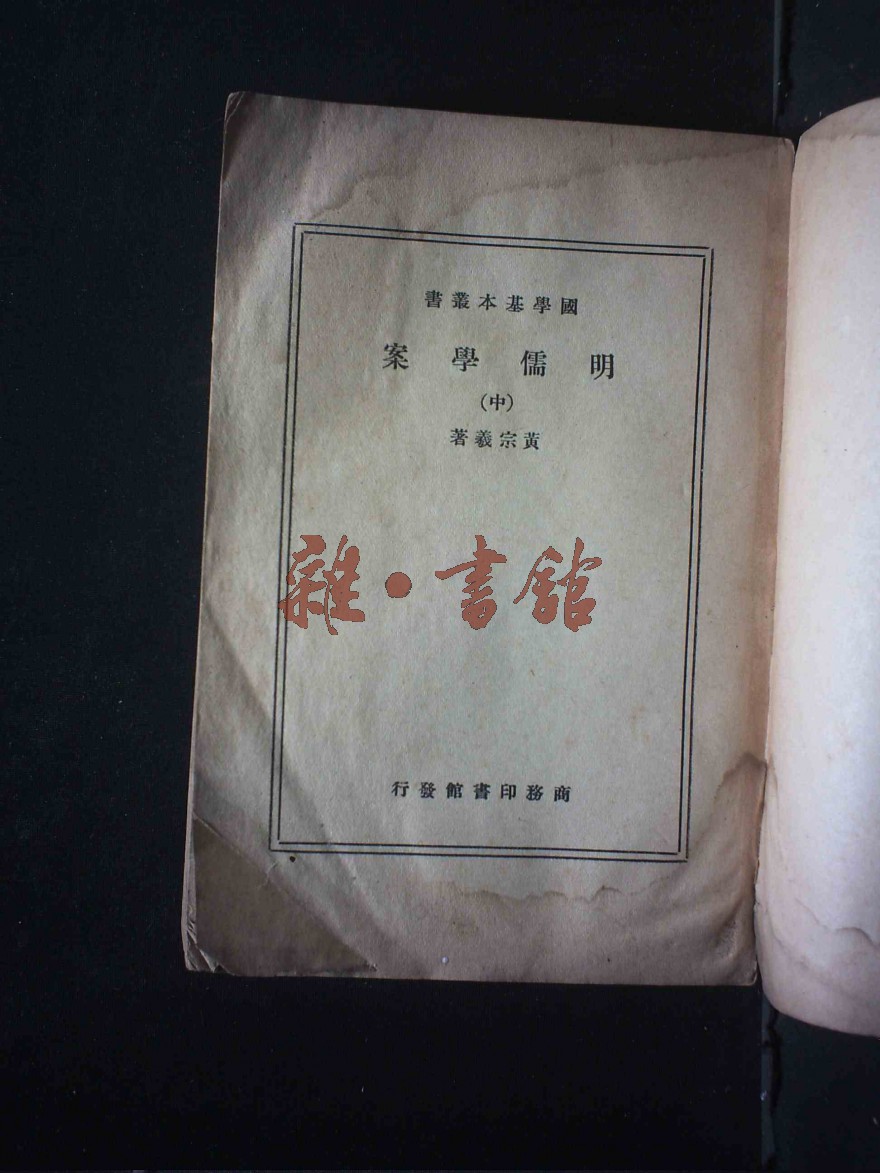 國學基本叢書
明儒學案
(中)
黃宗羲著
雜·書館
商務印書館發行